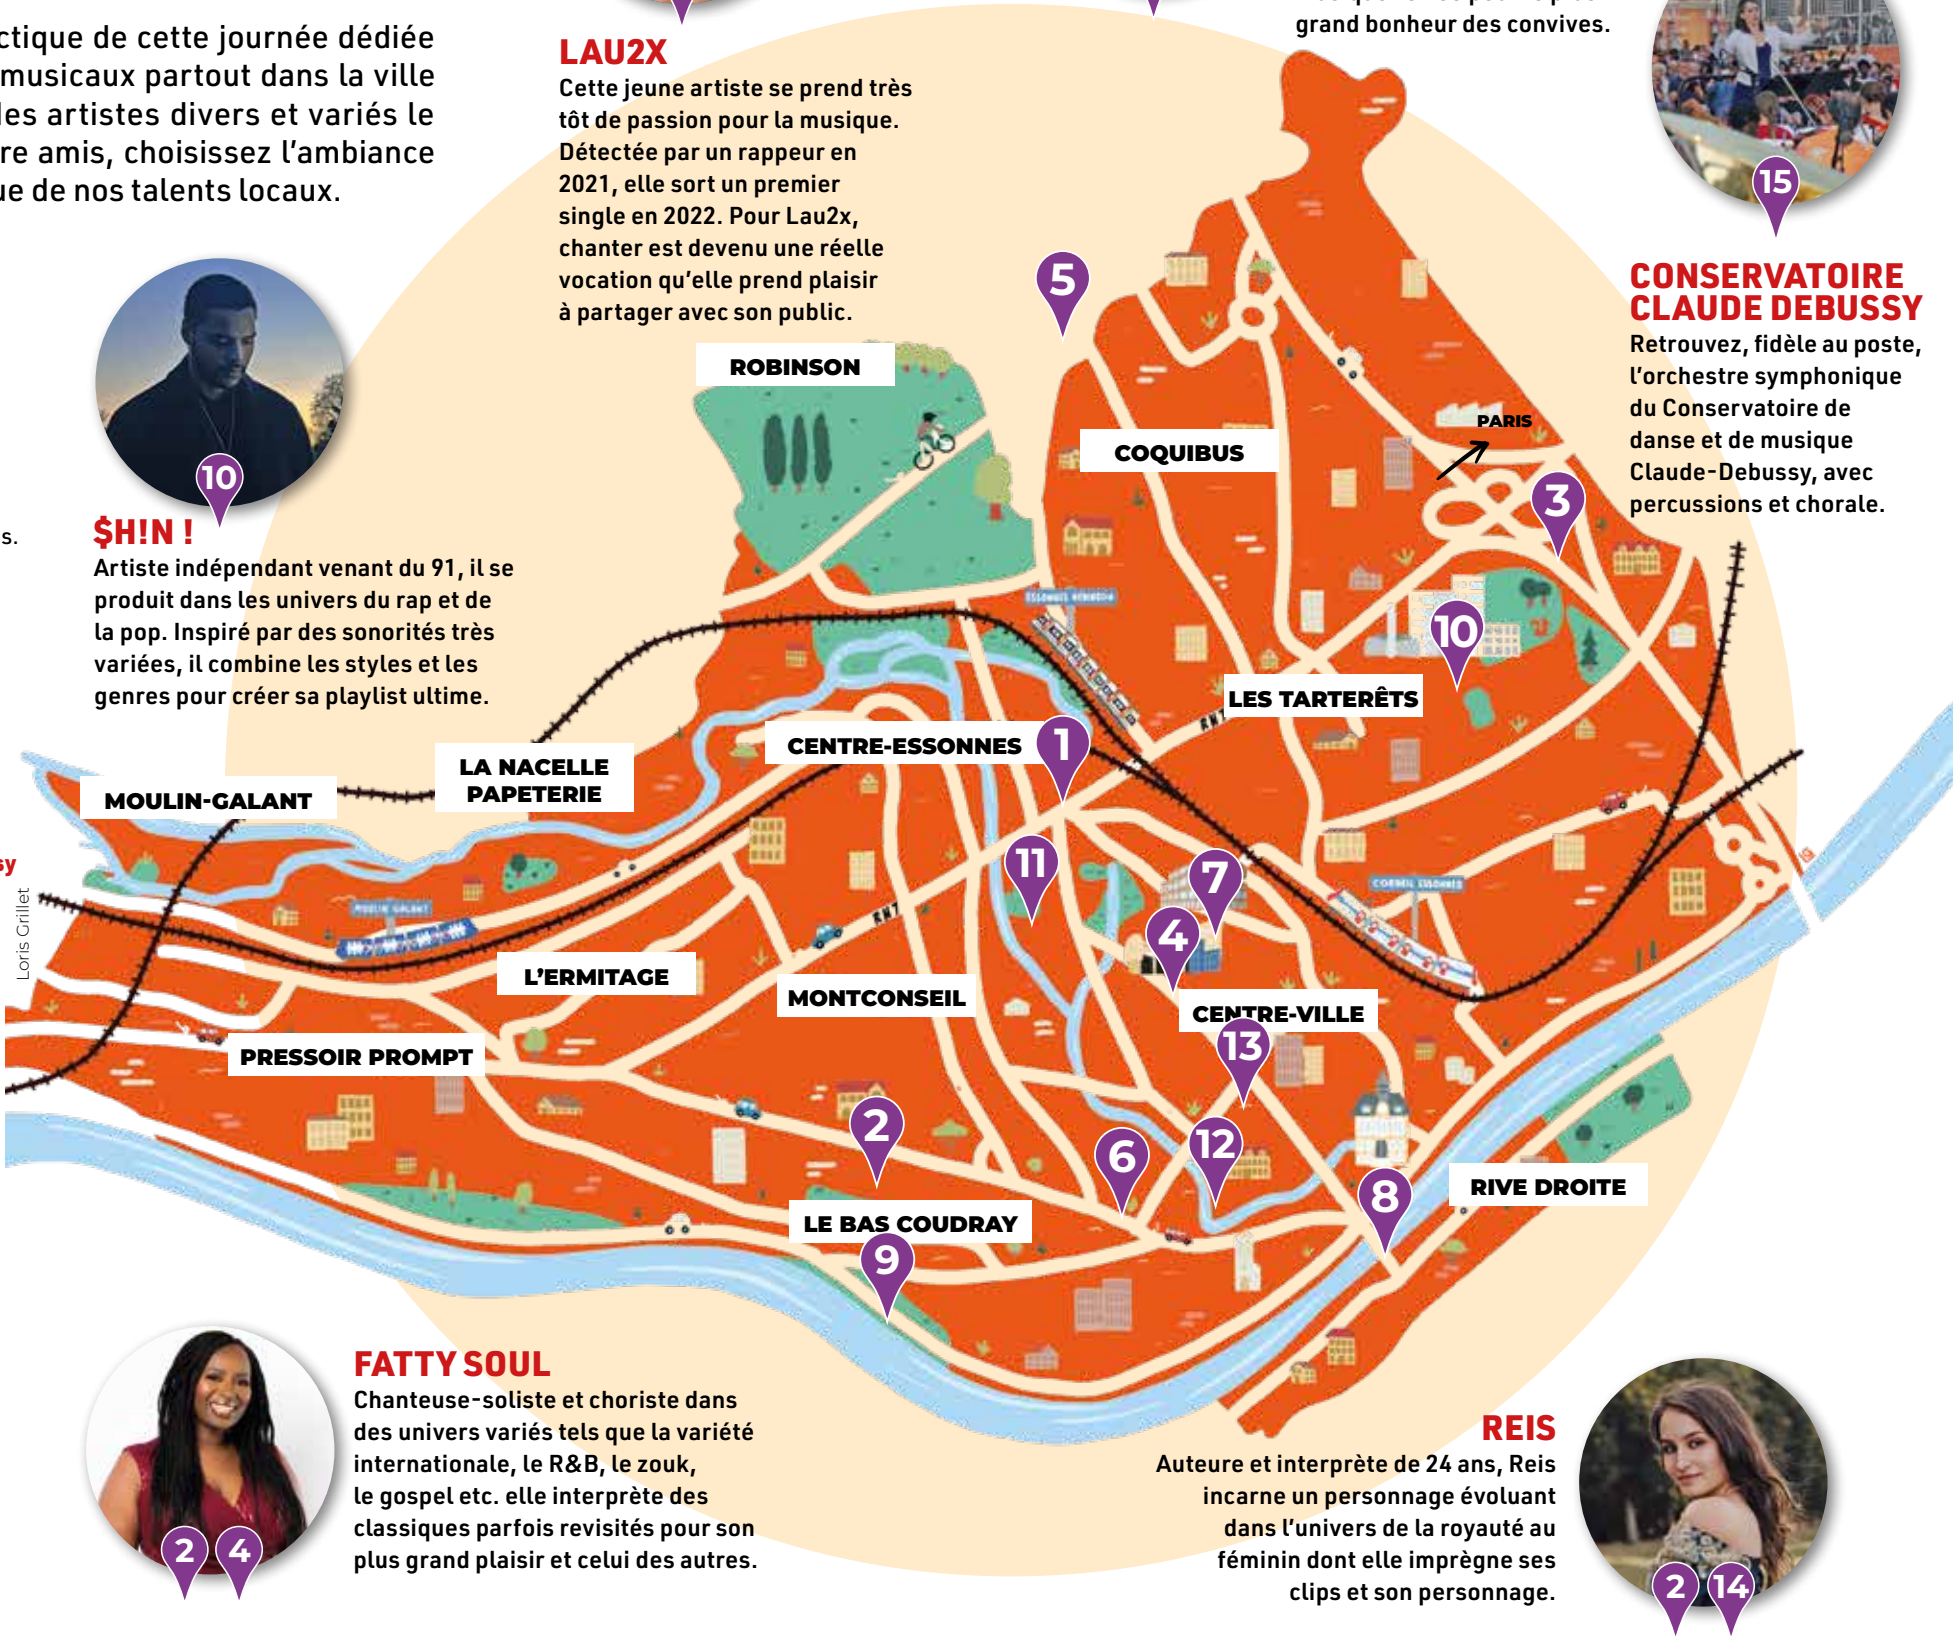 ctique de cette journée dédiée
musicaux partout dans la ville
des artistes divers et variés le
re amis, choisissez l'ambiance
ue de nos talents locaux.
LAU2X
Cette jeune artiste se prend très
tôt de passion pour la musique.
Détectée par un rappeur en
2021, elle sort un premier
single en 2022. Pour Lau2x,
chanter est devenu une réelle
vocation qu'elle prend plaisir
à partager avec son public.
grand bonheur des convives.
15
CONSERVATOIRE
CLAUDE DEBUSSY
Retrouvez, fidèle au poste,
l'orchestre symphonique
du Conservatoire de
danse et de musique
Claude-Debussy, avec
percussions et chorale.
10
$H!N !
Artiste indépendant venant du 91, il se
produit dans les univers du rap et de
la pop. Inspiré par des sonorités très
variées, il combine les styles et les
genres pour créer sa playlist ultime.
s.
sy
Loris Grillet
5
ROBINSON
COQUIBUS
PARIS
3
ESSONNES ROBINSON
10
LES TARTERÊTS
RN7
CENTRE-ESSONNES
1
LA NACELLE
PAPETERIE
MOULIN-GALANT
11
7
CORBEIL ESSONNES
MOULIN GALANT
RN7
4
L'ERMITAGE
MONTCONSEIL
CENTRE-VILLE
13
PRESSOIR PROMPT
2
6
12
8
RIVE DROITE
LE BAS COUDRAY
9
FATTY SOUL
Chanteuse-soliste et choriste dans
des univers variés tels que la variété
internationale, le R&B, le zouk,
le gospel etc. elle interprète des
classiques parfois revisités pour son
plus grand plaisir et celui des autres.
2 4
REIS
Auteure et interprète de 24 ans, Reis
incarne un personnage évoluant
dans l'univers de la royauté au
féminin dont elle imprègne ses
clips et son personnage.
2 14